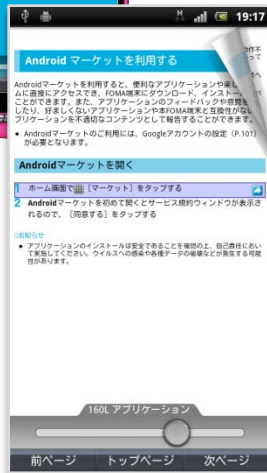 19:17
Android マーケットを利用する
Androidマーケットを利用すると、便利なアプリケーションや楽し
ムに直接アクセスでき、FOMA端末にダウンロード、インストー
ことができます。また、アプリケーションのフィードバックや意見を
したり、好ましくないアプリケーションや本FOMA端末と互換性がない
プリケーションを不適切なコンテンツとして報告することができます。
● Androidマーケットのご利用には、Googleアカウントの設定（P.101）
が必要となります。
Androidマーケットを開く
1 ホーム画面で [マーケット] をタップする
2 Androidマーケットを初めて開くとサービス規約ウィンドウが表示さ
れるので、[同意する] をタップする
お知らせ
● アプリケーションのインストールは安全であることを確認の上、自己責任におい
て実施してください。ウイルスへの感染や各種データの破壊などが発生する可能
性があります。
160L アプリケーション
前ページ トップページ 次ページ